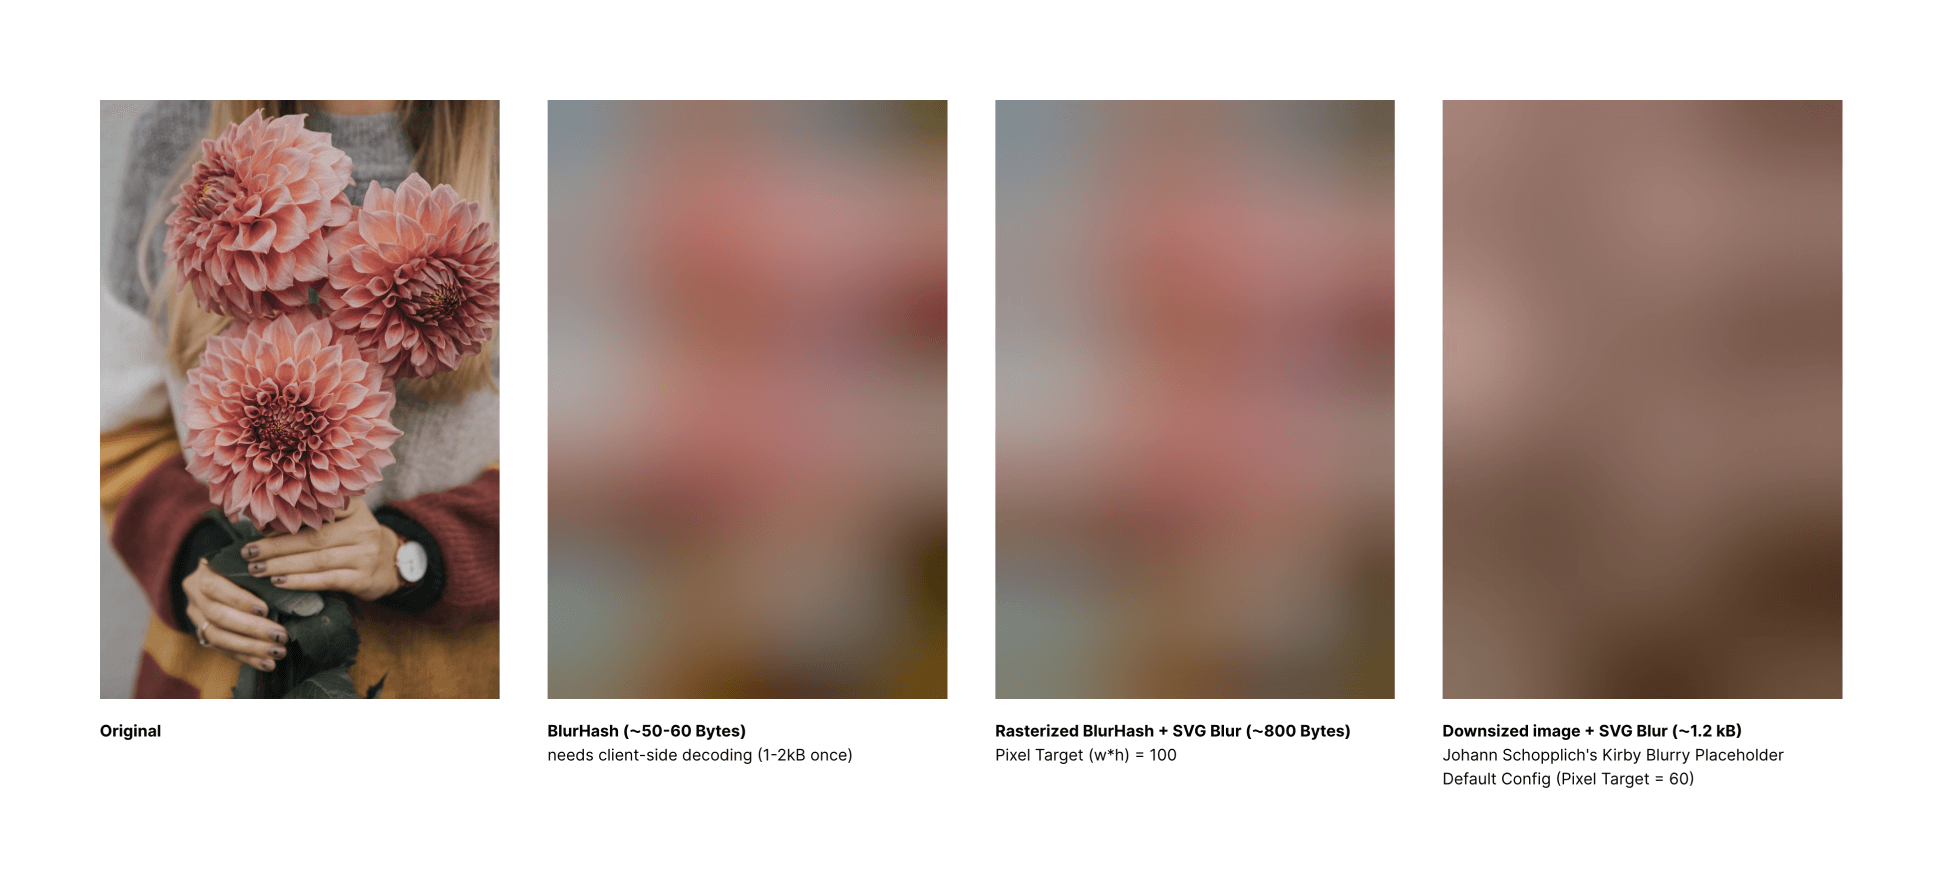 Original
BlurHash (~50-60 Bytes)
needs client-side decoding (1-2kB once)
Rasterized BlurHash + SVG Blur (~800 Bytes)
Pixel Target (w*h) = 100
Downsized image + SVG Blur (~1.2 kB)
Johann Schopplich's Kirby Blurry Placeholder
Default Config (Pixel Target = 60)